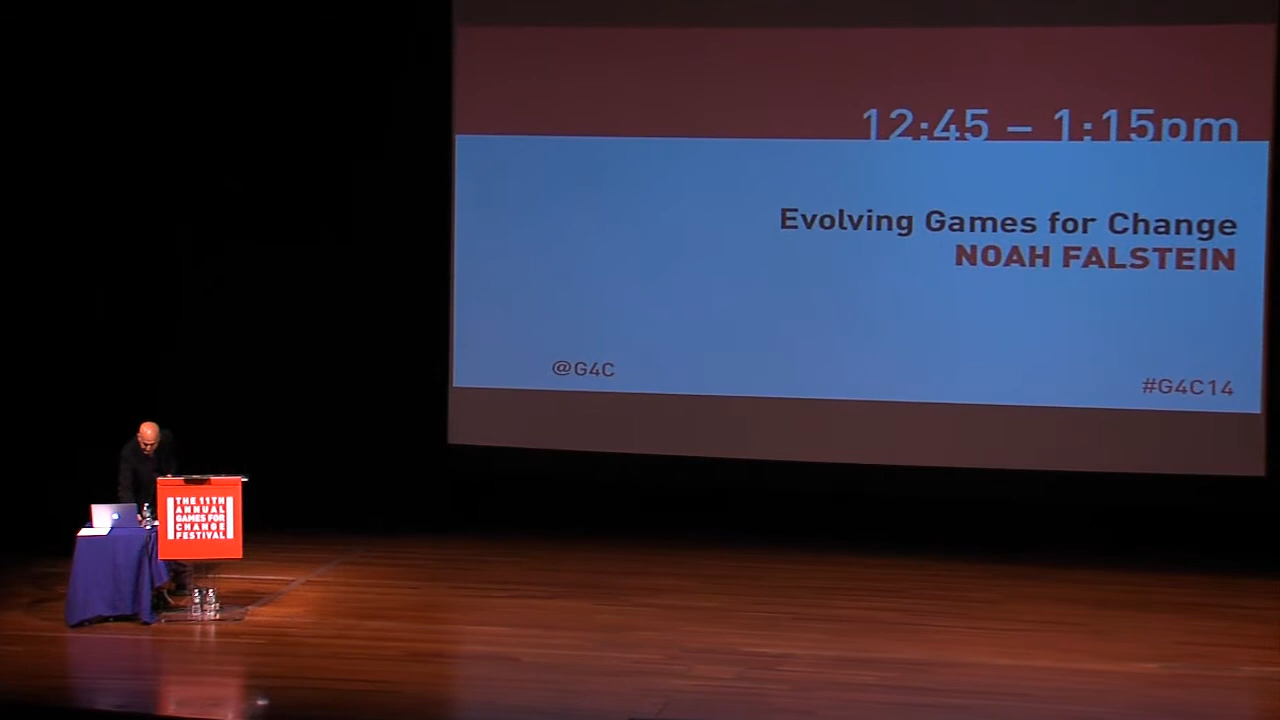 12:45 – 1:15pm
Evolving Games for Change
NOAH FALSTEIN
@G4C
#G4C14
THE 11TH
ANNUAL
GAMES FOR
CHANGE
FESTIVAL